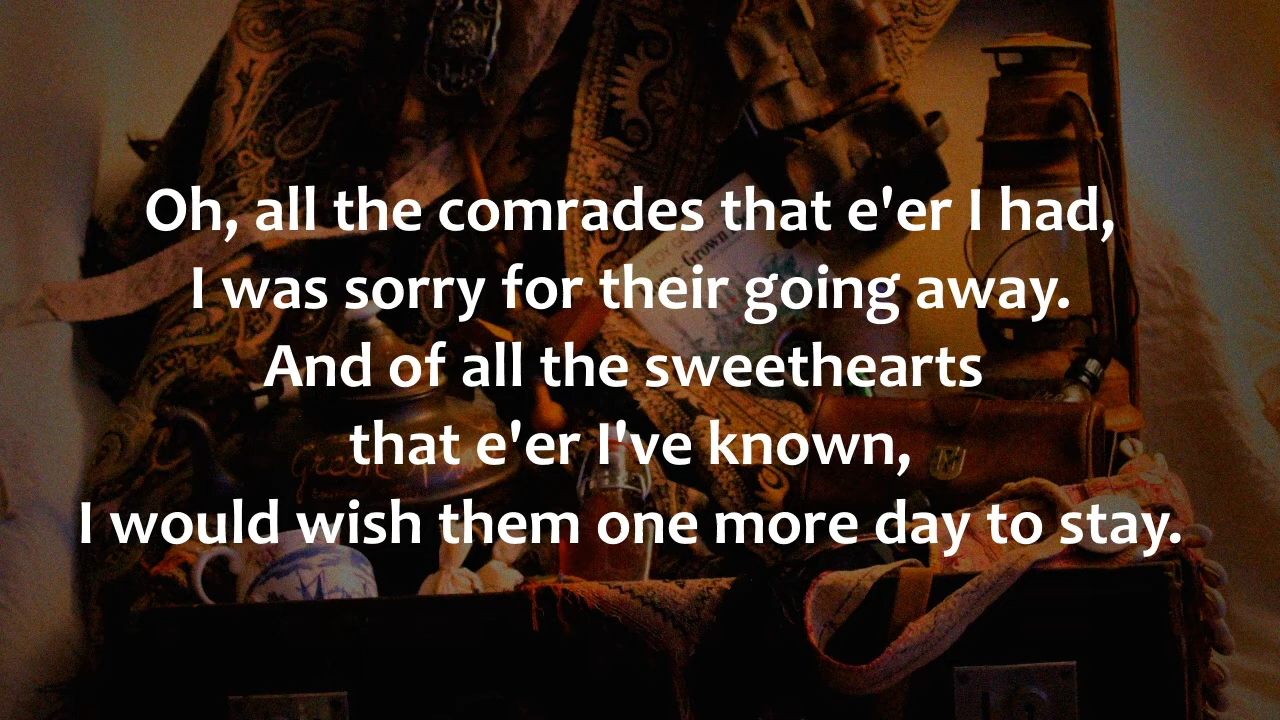 Oh, all the comrades that e'er I had,
I was sorry for their going away.
And of all the sweethearts
that e'er I've known,
I would wish them one more day to stay.
Grown